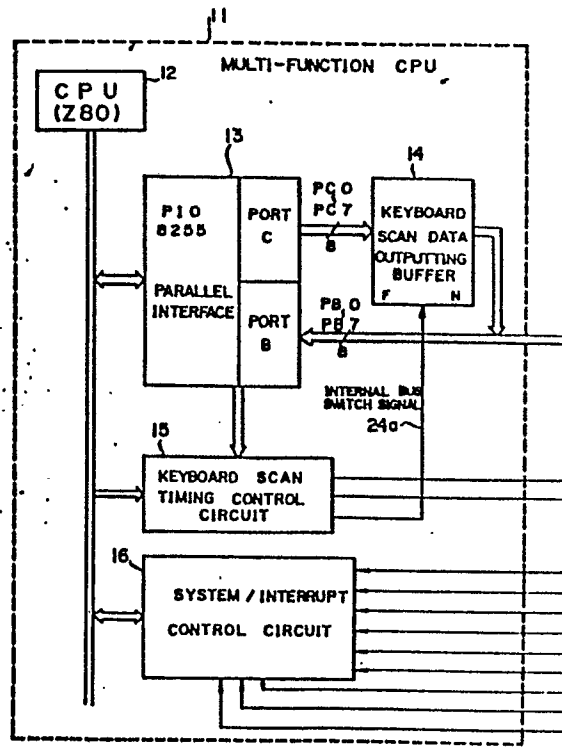 11
MULTI-FUNCTION CPU
12
CPU
(Z80)
13
PIO
8255
PARALLEL
INTERFACE
PORT
C
PORT
B
PC0
PC7
8
14
KEYBOARD
SCAN DATA
OUTPUTTING
BUFFER
F N
PB0
PB7
8
INTERNAL BUS
SWITCH SIGNAL
24a
15
KEYBOARD SCAN
TIMING CONTROL
CIRCUIT
16
SYSTEM / INTERRUPT
CONTROL CIRCUIT